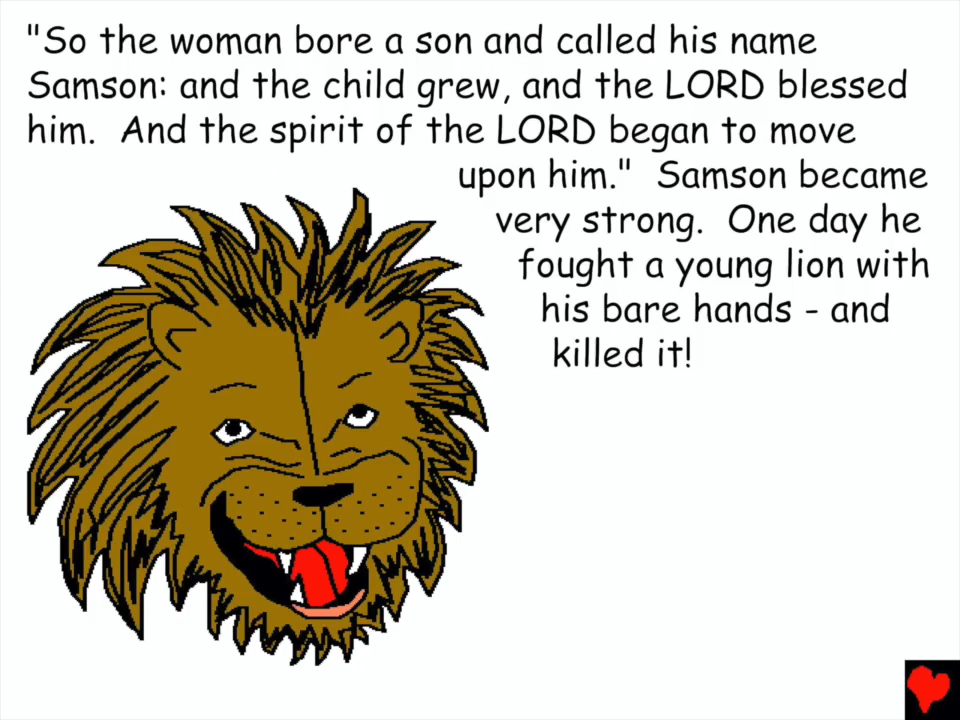 "So the woman bore a son and called his name
Samson: and the child grew, and the LORD blessed
him.  And the spirit of the LORD began to move
upon him."  Samson became
very strong.  One day he
fought a young lion with
his bare hands - and
killed it!